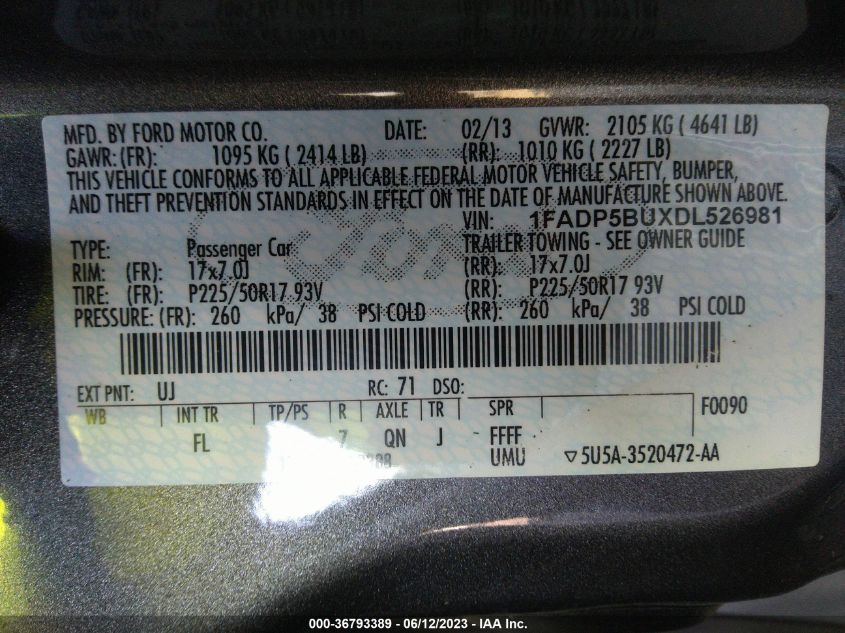 MFD. BY FORD MOTOR CO. DATE: 02/13 GVWR: 2105 KG ( 4641 LB)
GAWR: (FR): 1095 KG ( 2414 LB) (RR): 1010 KG ( 2227 LB)
THIS VEHICLE CONFORMS TO ALL APPLICABLE FEDERAL MOTOR VEHICLE SAFETY, BUMPER,
AND THEFT PREVENTION STANDARDS IN EFFECT ON THE DATE OF MANUFACTURE SHOWN ABOVE.
VIN: 1FADP5BUXDL526981
TYPE: Passenger Car TRAILER TOWING - SEE OWNER GUIDE
RIM: (FR): 17x7.0J (RR): 17x7.0J
TIRE: (FR): P225/50R17 93V (RR): P225/50R17 93V
PRESSURE: (FR): 260 kPa/ 38 PSI COLD (RR): 260 kPa/ 38 PSI COLD
EXT PNT: UJ RC: 71 DSO:
WB INT TR TP/PS R AXLE TR SPR F0090
FL 7 QN J FFFF
UMU ▽5U5A-3520472-AA
000-36793389 - 06/12/2023 - IAA Inc.